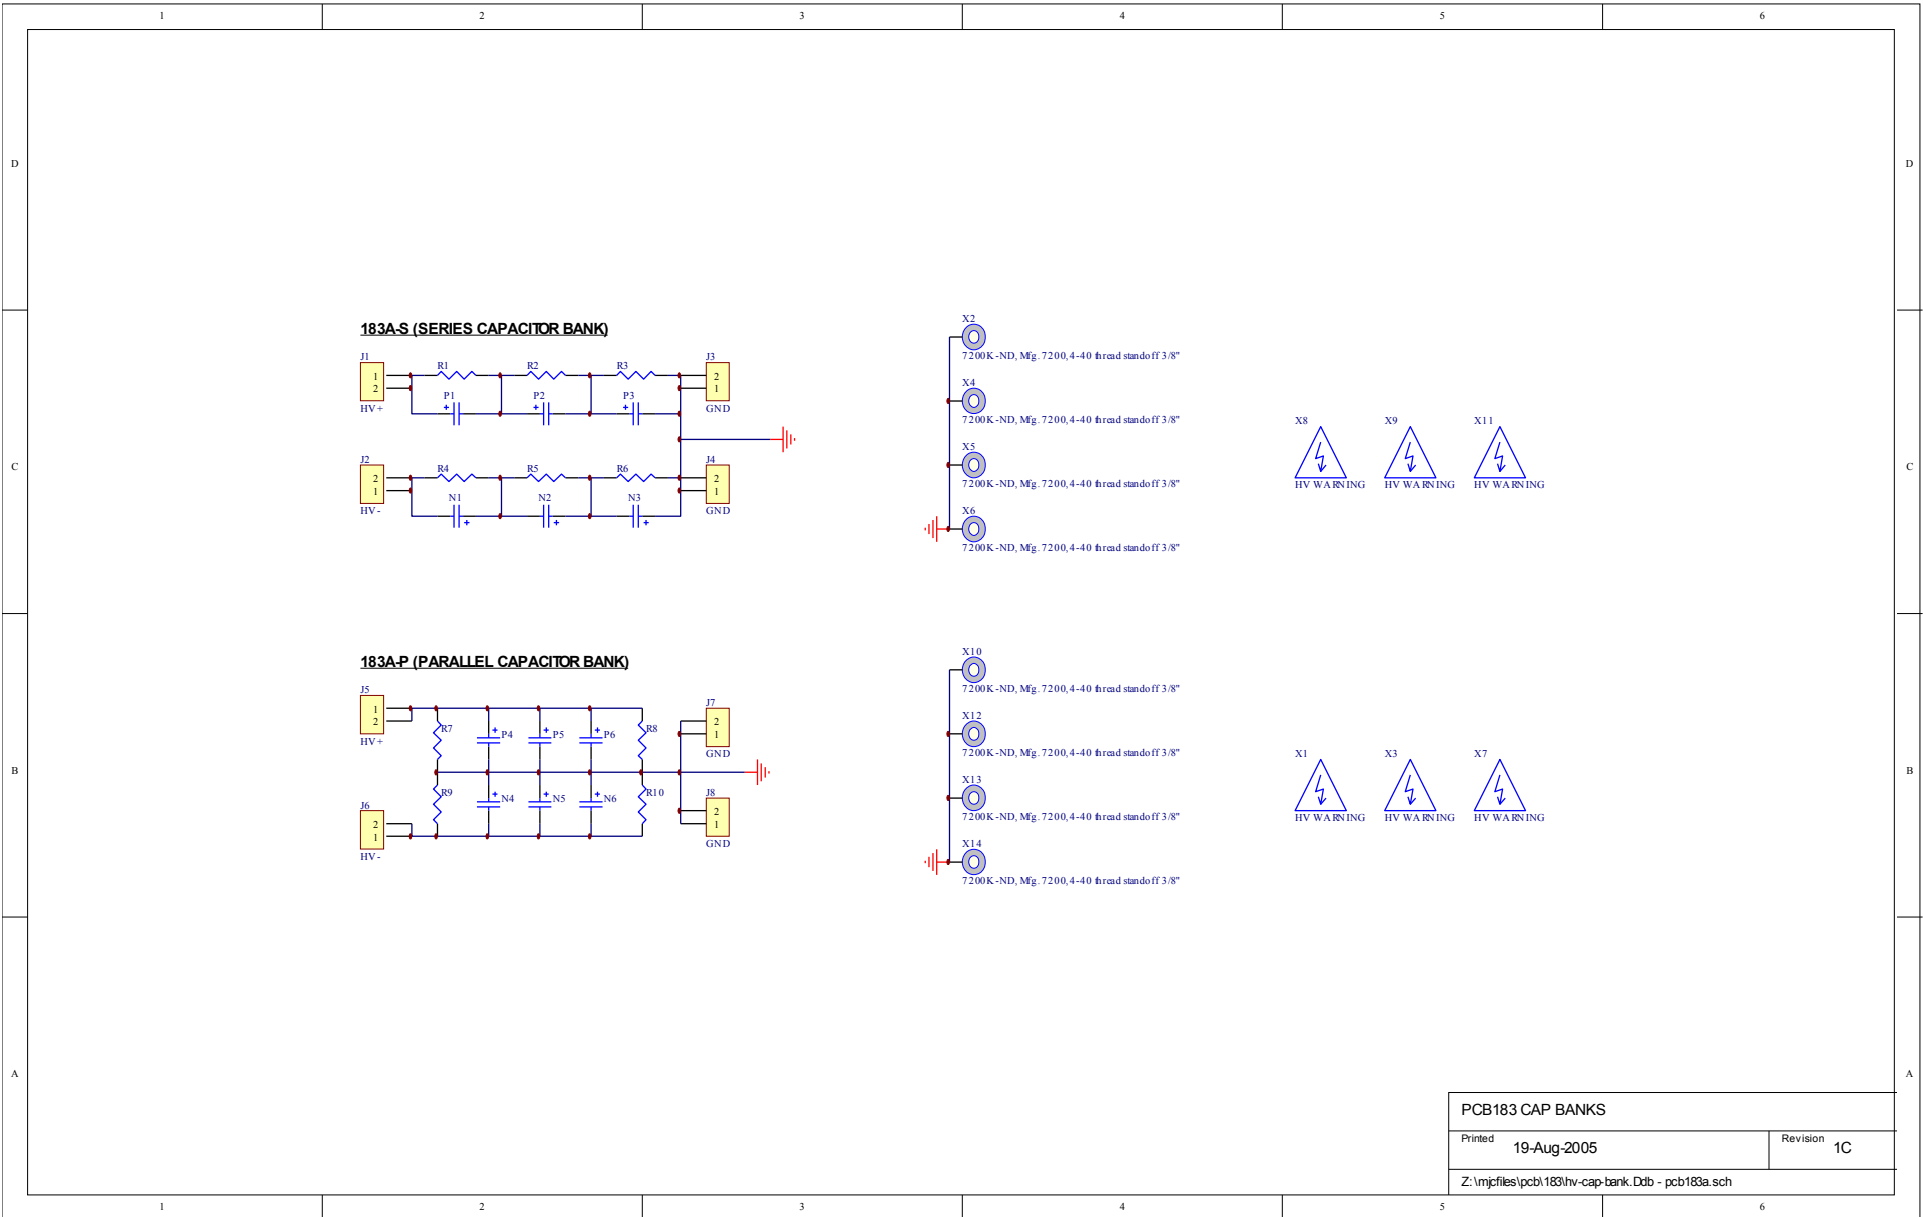 1 2 3 4 5 6
D D
183A-S (SERIES CAPACITOR BANK)
J1 R1 R2 R3 J3
1 2
2 1
P1 P2 P3
+ + +
HV+ GND
J2 R4 R5 R6 J4
2 2
1 1
N1 N2 N3
HV- GND
+ + +
X2
7200K-ND, Mfg. 7200, 4-40 thread standoff 3/8"
X4
7200K-ND, Mfg. 7200, 4-40 thread standoff 3/8"
X5
7200K-ND, Mfg. 7200, 4-40 thread standoff 3/8"
X6
7200K-ND, Mfg. 7200, 4-40 thread standoff 3/8"
X8 X9 X11
HV WARNING HV WARNING HV WARNING
C C
183A-P (PARALLEL CAPACITOR BANK)
J5 J7
1 2
2 1
HV+ GND
R7 + P4 + P5 + P6 R8
R9 + N4 + N5 + N6 R10
J6 J8
2 2
1 1
HV- GND
X10
7200K-ND, Mfg. 7200, 4-40 thread standoff 3/8"
X12
7200K-ND, Mfg. 7200, 4-40 thread standoff 3/8"
X13
7200K-ND, Mfg. 7200, 4-40 thread standoff 3/8"
X14
7200K-ND, Mfg. 7200, 4-40 thread standoff 3/8"
X1 X3 X7
HV WARNING HV WARNING HV WARNING
B B
A A
PCB183 CAP BANKS
Printed 19-Aug-2005 Revision 1C
Z:\mjcfiles\pcb\183\hv-cap-bank.Ddb - pcb183a.sch
1 2 3 4 5 6